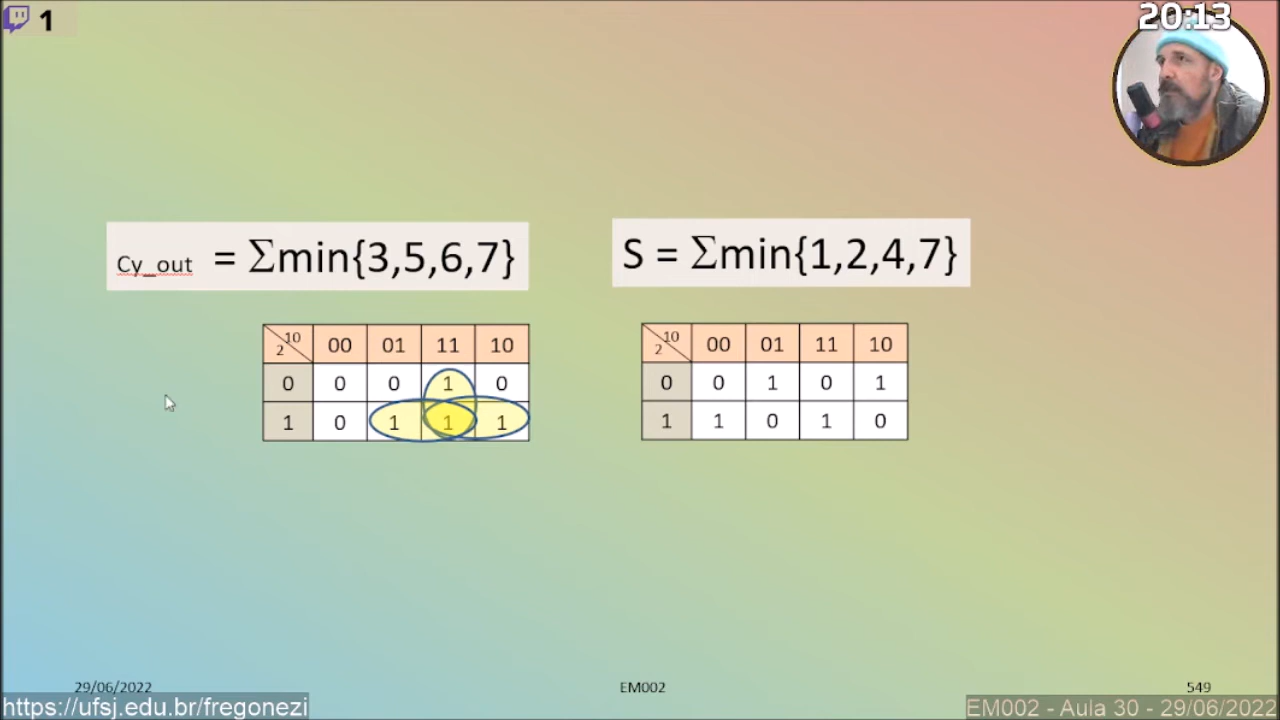 1
20:13
Cy_out = Σmin{3,5,6,7}
S = Σmin{1,2,4,7}
10 2 00 01 11 10
0 0 0 1 0
1 0 1 1 1
10 2 00 01 11 10
0 0 1 0 1
1 1 0 1 0
29/06/2022 EM002 549
https://ufsj.edu.br/fregonezi
EM002 - Aula 30 - 29/06/2022